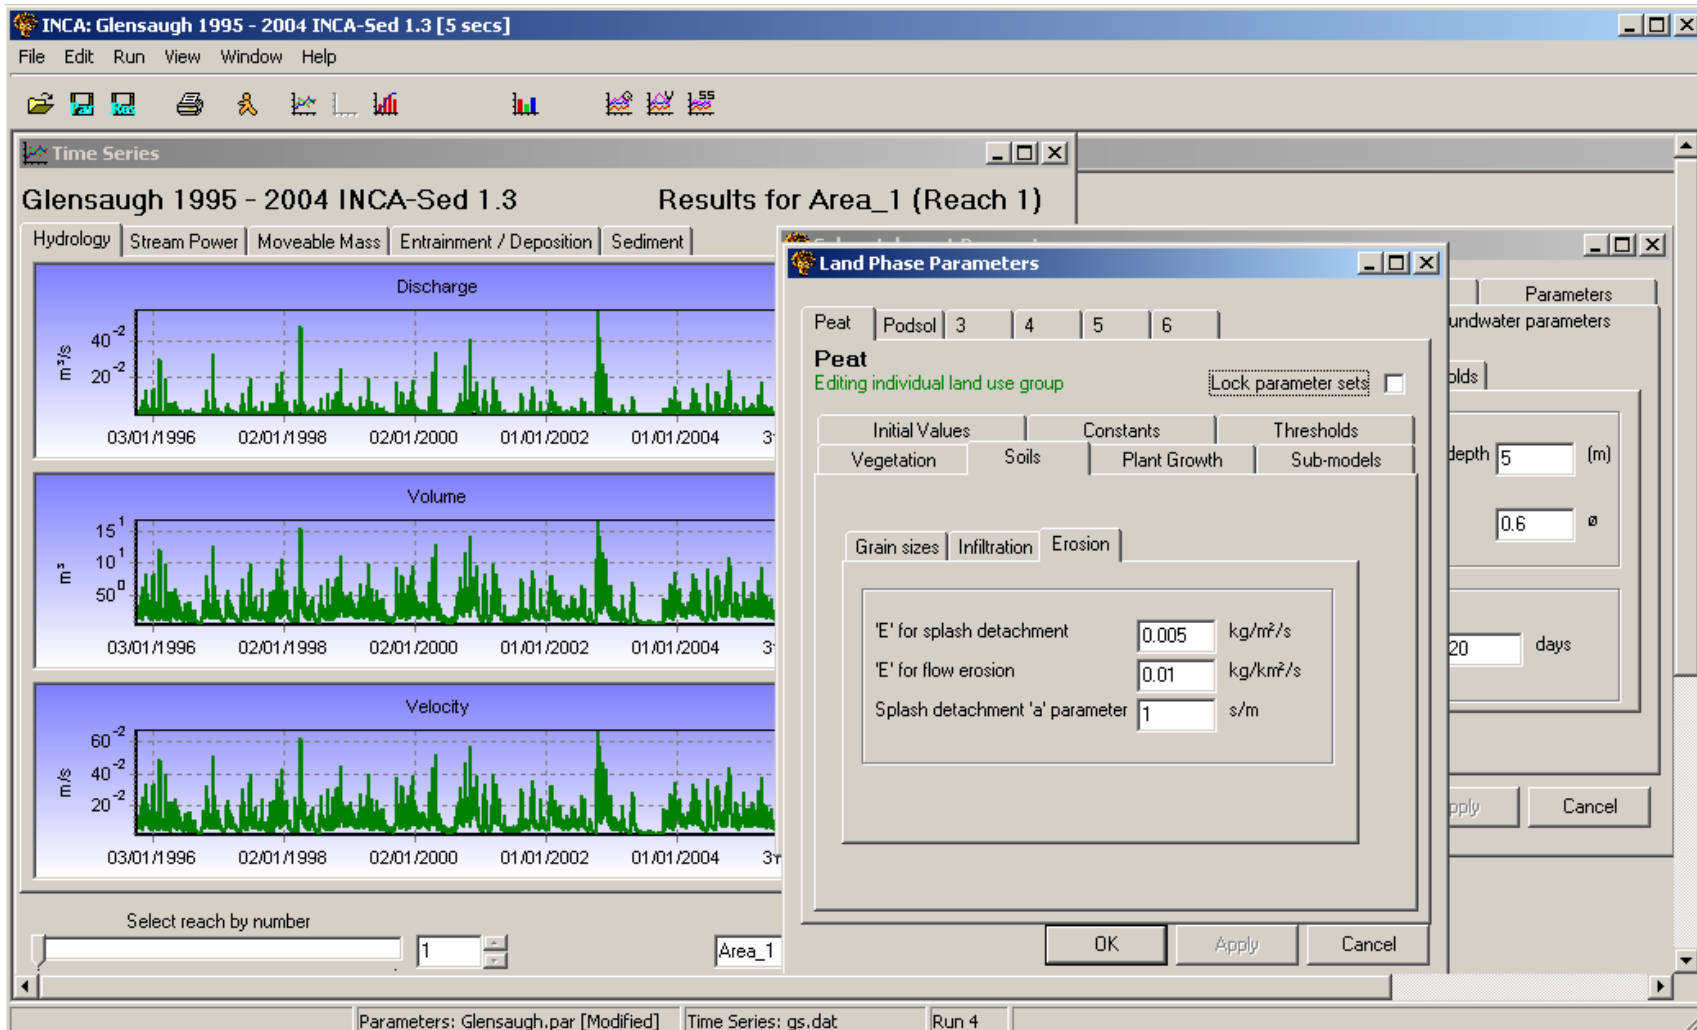 INCA: Glensaugh 1995 - 2004 INCA-Sed 1.3 [5 secs]
File Edit Run View Window Help
Par Res SS
Time Series
Glensaugh 1995 - 2004 INCA-Sed 1.3 Results for Area_1 (Reach 1)
Hydrology Stream Power Moveable Mass Entrainment / Deposition Sediment
Discharge
m³/s
40⁻²
20⁻²
03/01/1996 02/01/1998 02/01/2000 01/01/2002 01/01/2004 3
Volume
m³
15¹
10¹
50⁰
03/01/1996 02/01/1998 02/01/2000 01/01/2002 01/01/2004 3
Velocity
m/s
60⁻²
40⁻²
20⁻²
03/01/1996 02/01/1998 02/01/2000 01/01/2002 01/01/2004 3
Select reach by number
1 Area_1
Land Phase Parameters
Peat Podsol 3 4 5 6
Peat
Editing individual land use group Lock parameter sets
Initial Values Constants Thresholds
Vegetation Soils Plant Growth Sub-models
Grain sizes Infiltration Erosion
'E' for splash detachment 0.005 kg/m²/s
'E' for flow erosion 0.01 kg/km²/s
Splash detachment 'a' parameter 1 s/m
OK Apply Cancel
Parameters
undwater parameters
olds
depth 5 (m)
0.6 ø
20 days
pply Cancel
Parameters: Glensaugh.par [Modified] Time Series: gs.dat Run 4